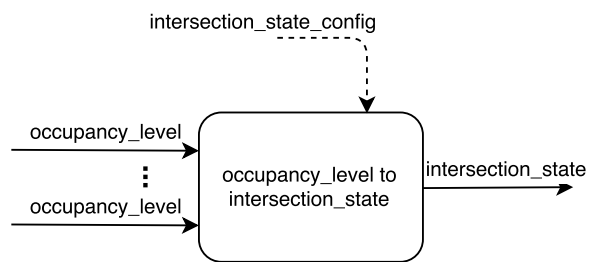 intersection_state_config
occupancy_level
occupancy_level
occupancy_level to
intersection_state
intersection_state